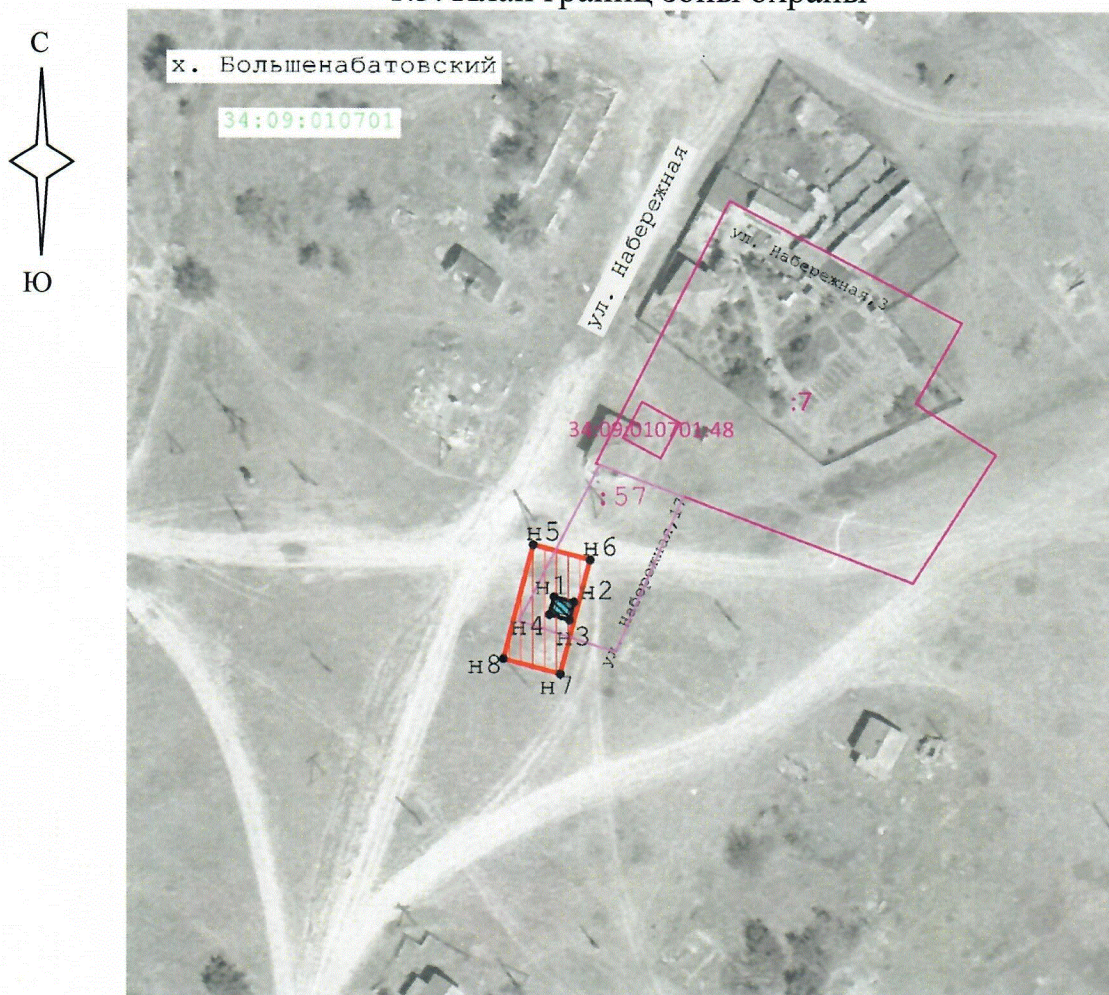 С
Ю
х. Большенабатовский
34:09:010701
ул. Набережная
ул. Набережная,3
:7
34:09:010701:48
:57
ул. Набережная,17
н5
н6
н1
н2
н4
н3
н8
н7